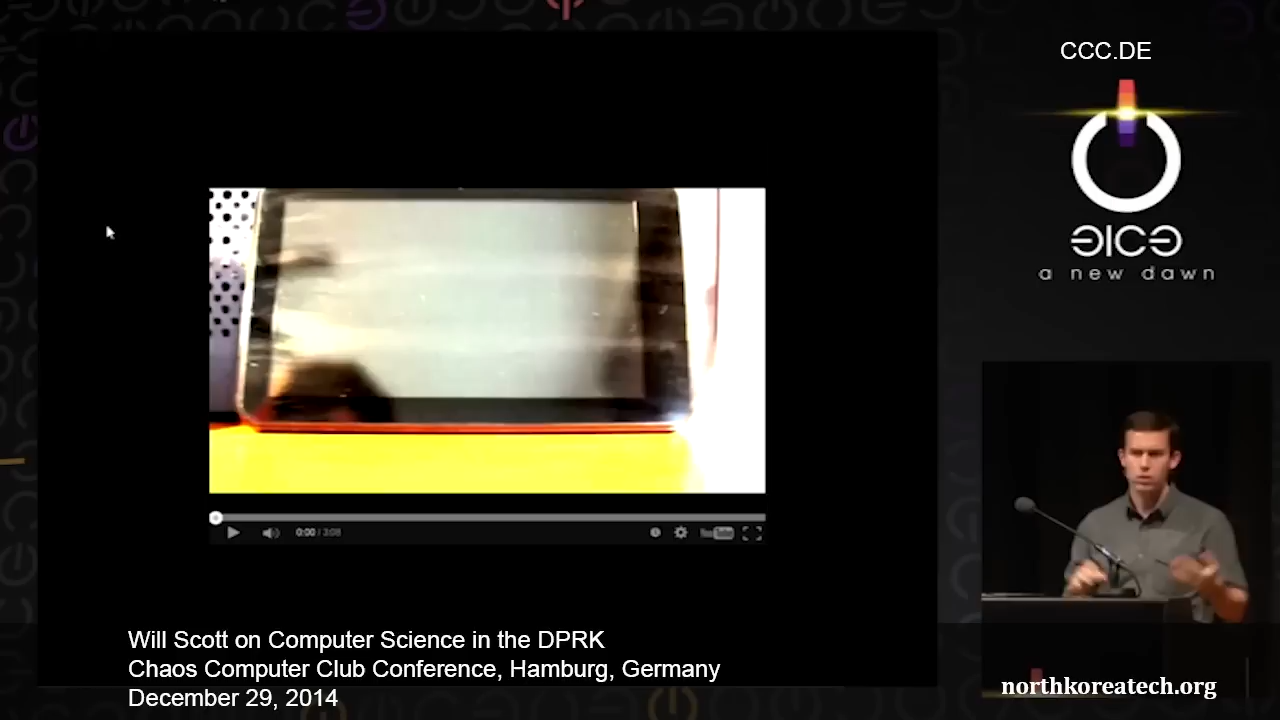 CCC.DE
a new dawn
0:00 / 3:08
YouTube
Will Scott on Computer Science in the DPRK
Chaos Computer Club Conference, Hamburg, Germany
December 29, 2014
northkoreatech.org